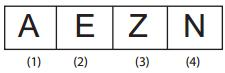 A E Z N
(1) (2) (3) (4)